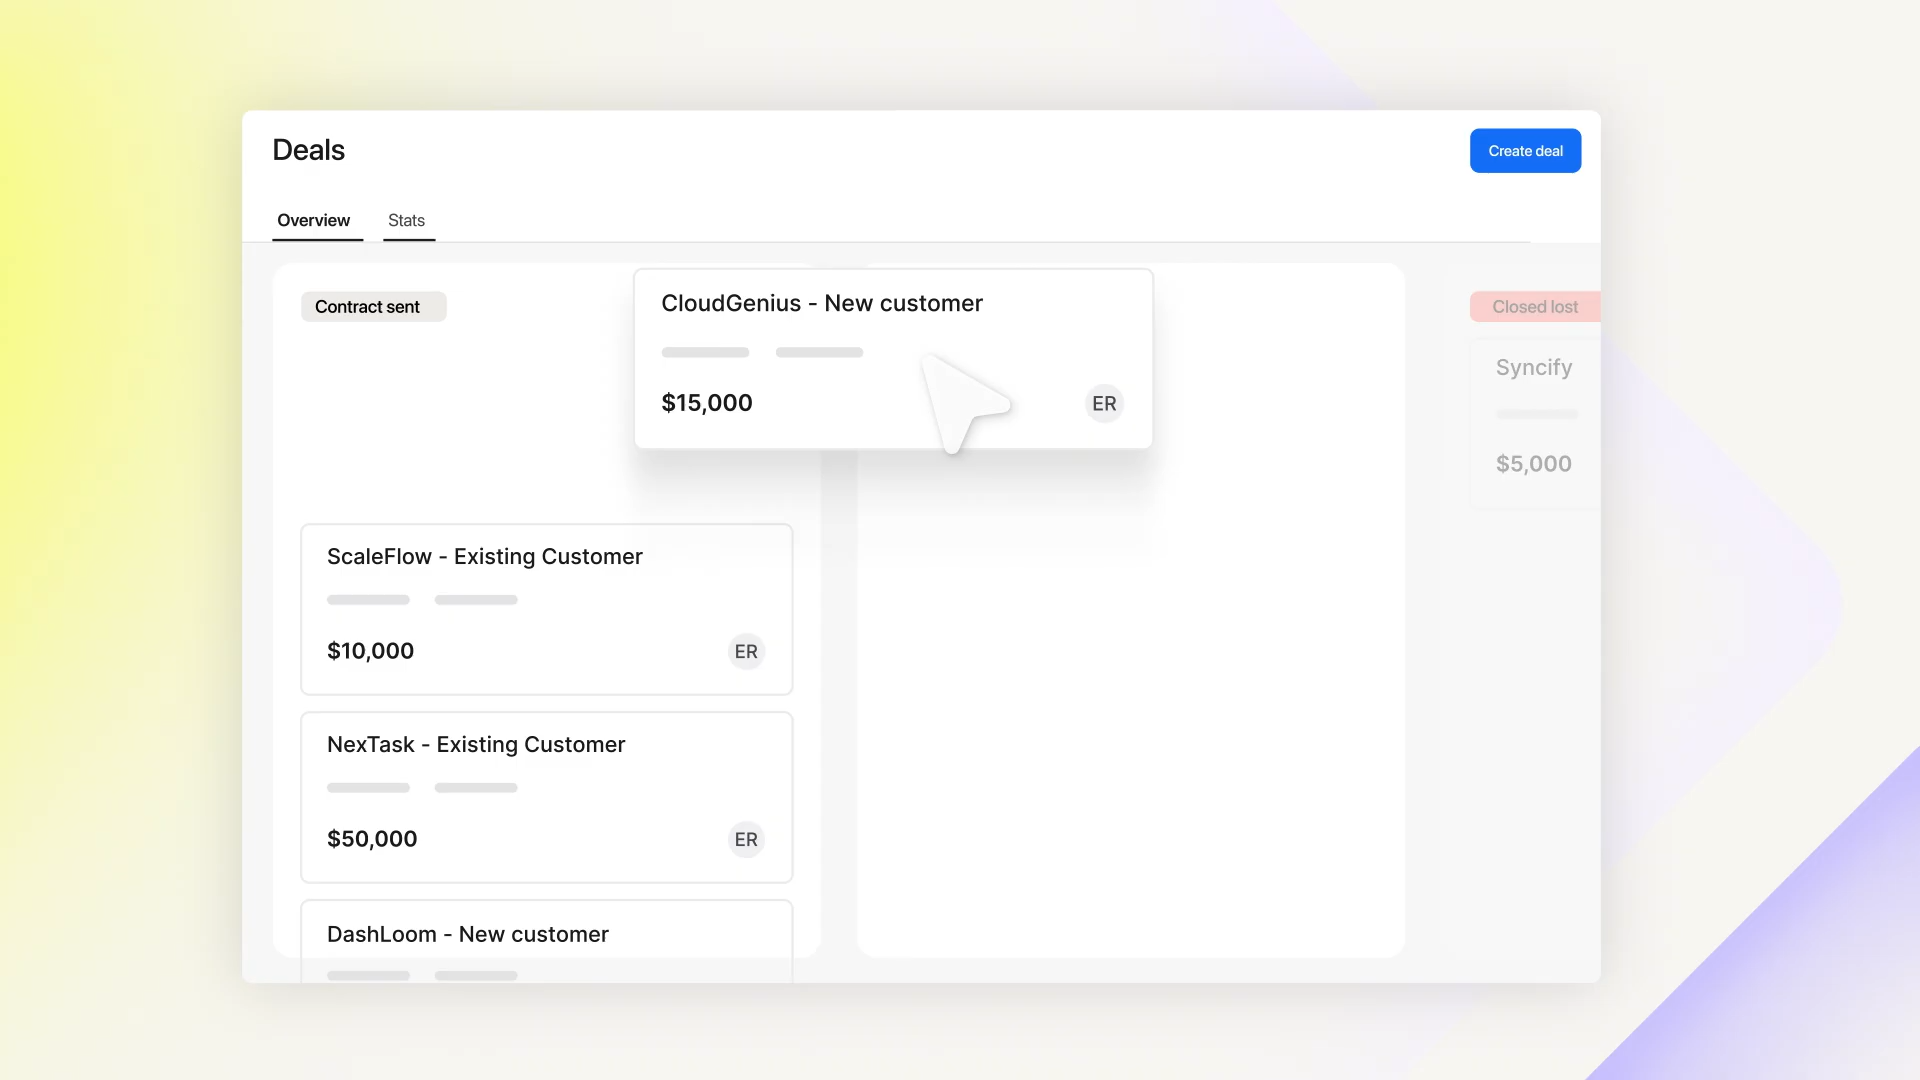 Deals
Create deal
Overview
Stats
Contract sent
CloudGenius - New customer
$15,000
ER
ScaleFlow - Existing Customer
$10,000
ER
NexTask - Existing Customer
$50,000
ER
DashLoom - New customer
Closed lost
Syncify
$5,000